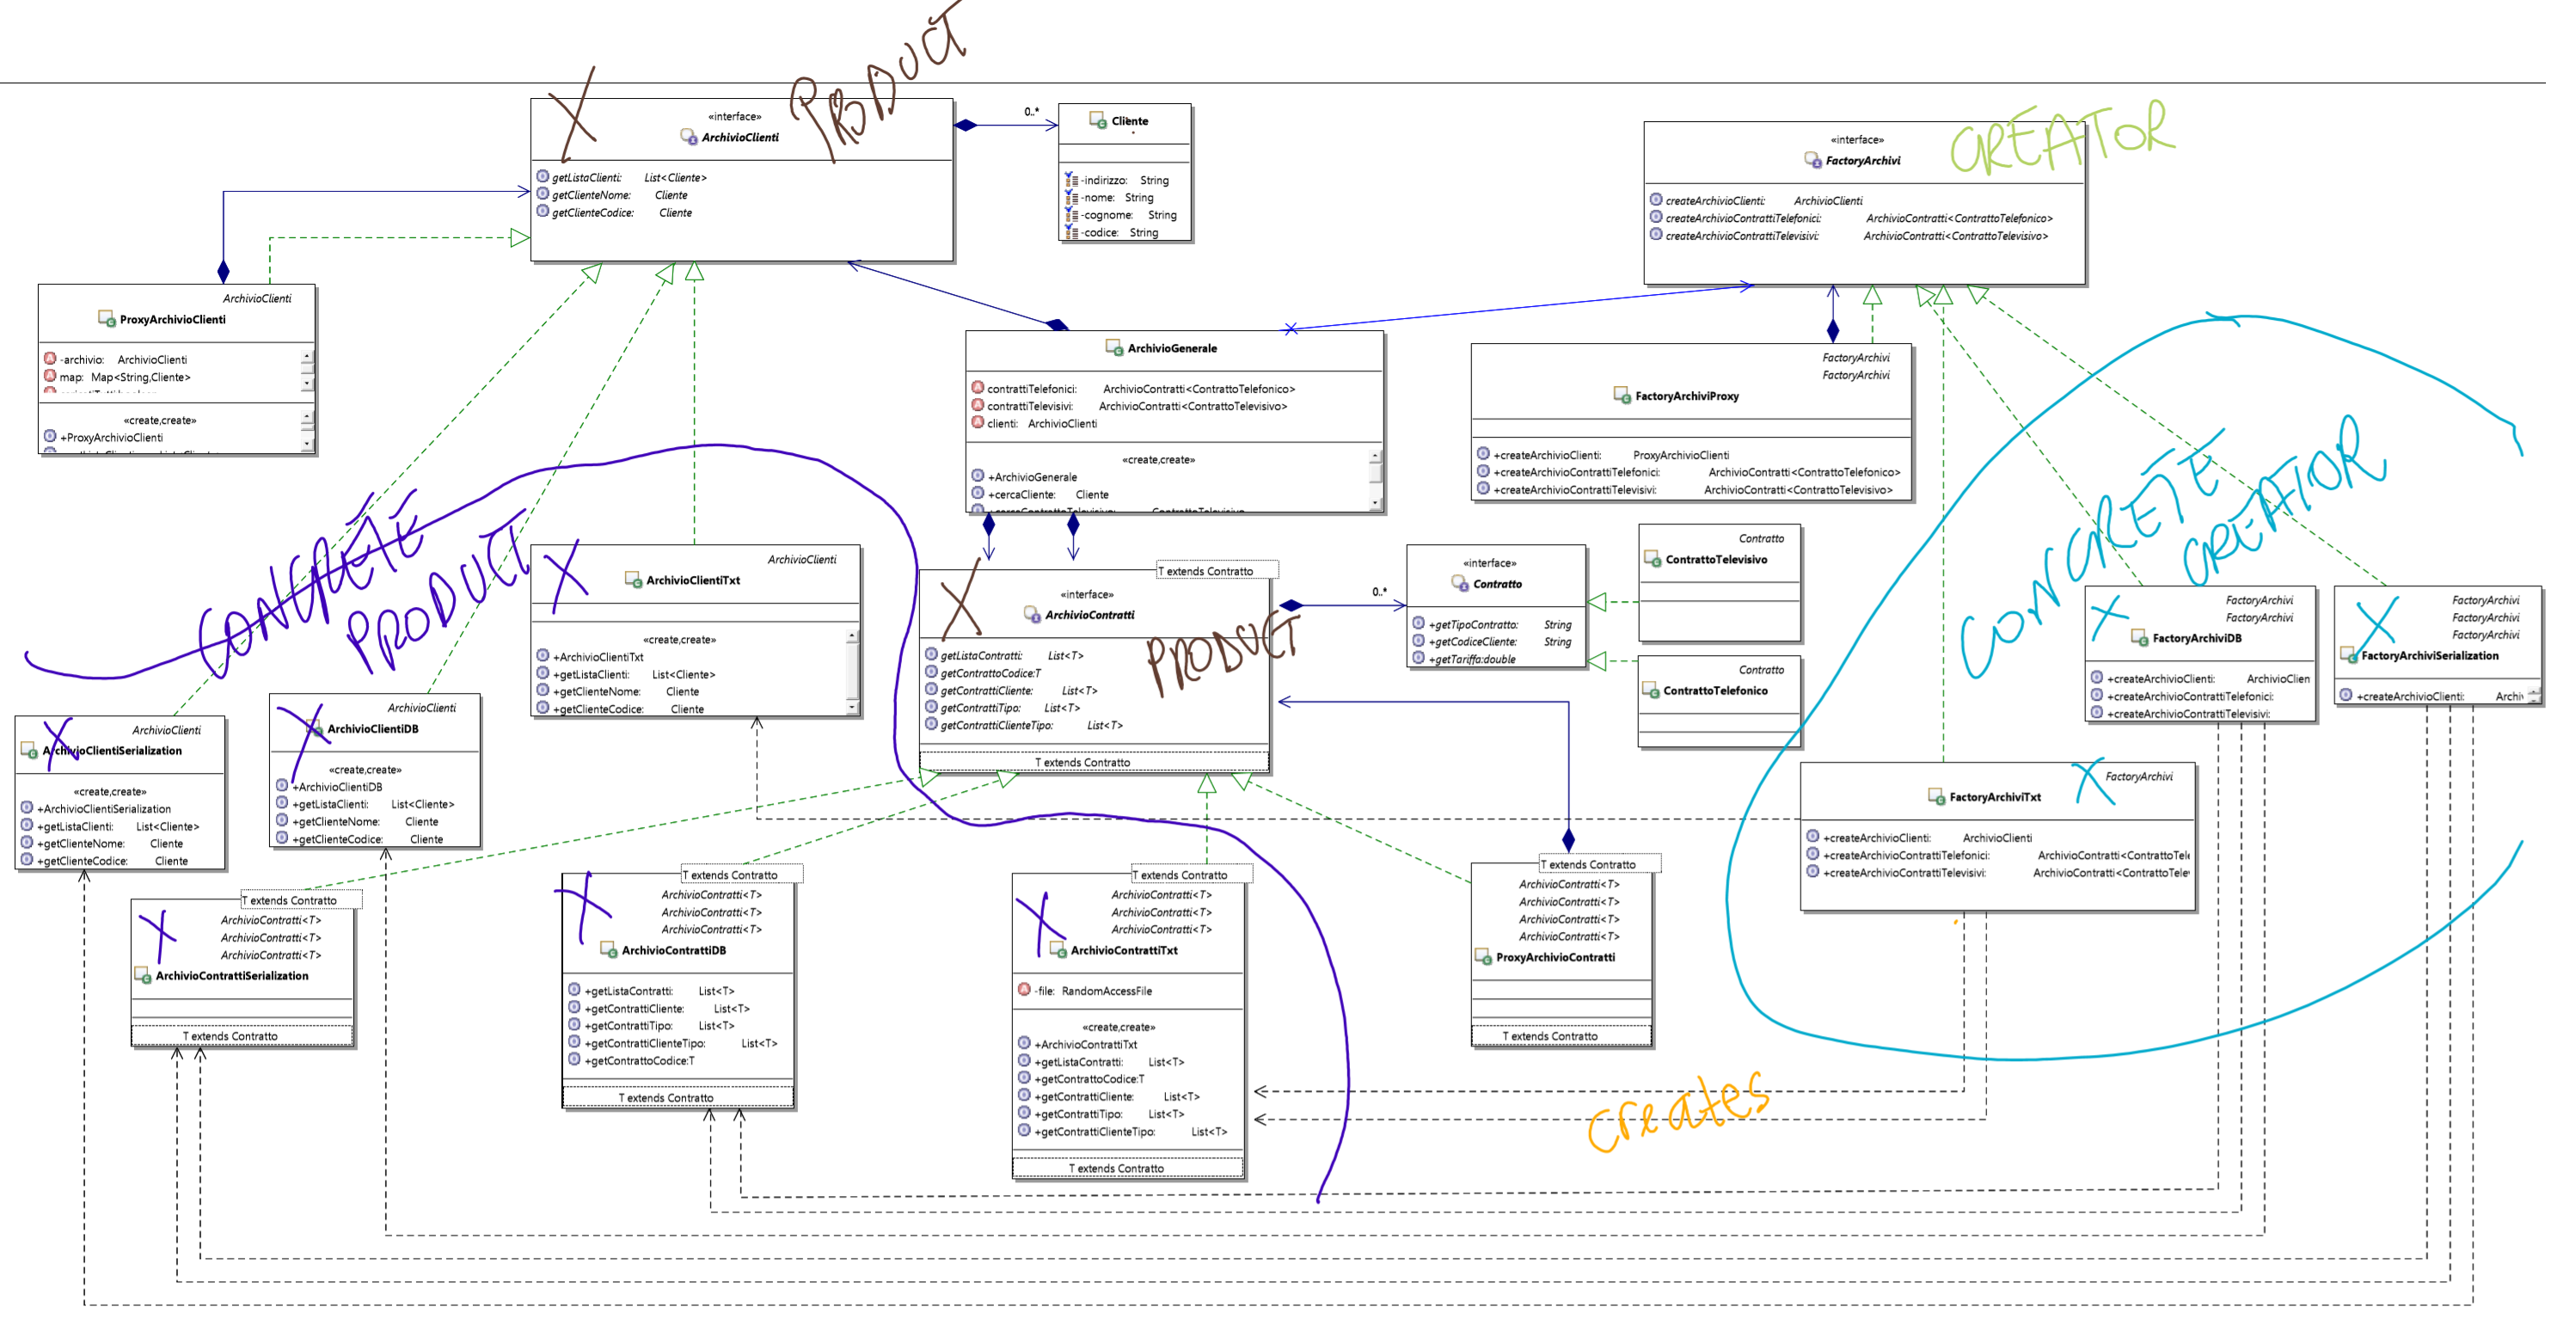 PRODUCT
«interface»
ArchivioClienti
getListaClienti: List<Cliente>
getClienteNome: Cliente
getClienteCodice: Cliente
0..*
Cliente
-indirizzo: String
-nome: String
-cognome: String
-codice: String
CREATOR
«interface»
FactoryArchivi
createArchivioClienti: ArchivioClienti
createArchivioContrattiTelefonici: ArchivioContratti<ContrattoTelefonico>
createArchivioContrattiTelevisivi: ArchivioContratti<ContrattoTelevisivo>
ArchivioClienti
ProxyArchivioClienti
-archivio: ArchivioClienti
map: Map<String,Cliente>
«create,create»
+ProxyArchivioClienti
ArchivioGenerale
contrattiTelefonici: ArchivioContratti<ContrattoTelefonico>
contrattiTelevisivi: ArchivioContratti<ContrattoTelevisivo>
clienti: ArchivioClienti
«create,create»
+ArchivioGenerale
+cercaCliente: Cliente
+cercaContrattoTelevisivo: ContrattoTelevisivo
FactoryArchivi
FactoryArchivi
FactoryArchiviProxy
+createArchivioClienti: ProxyArchivioClienti
+createArchivioContrattiTelefonici: ArchivioContratti<ContrattoTelefonico>
+createArchivioContrattiTelevisivi: ArchivioContratti<ContrattoTelevisivo>
CONCRETE
PRODUCT
CONCRETE
CREATOR
ArchivioClienti
ArchivioClientiTxt
«create,create»
+ArchivioClientiTxt
+getListaClienti: List<Cliente>
+getClienteNome: Cliente
+getClienteCodice: Cliente
T extends Contratto
«interface»
ArchivioContratti
PRODUCT
getListaContratti: List<T>
getContrattoCodice:T
getContrattiCliente: List<T>
getContrattiTipo: List<T>
getContrattiClienteTipo: List<T>
T extends Contratto
0..*
«interface»
Contratto
+getTipoContratto: String
+getCodiceCliente: String
+getTariffa:double
Contratto
ContrattoTelevisivo
Contratto
ContrattoTelefonico
FactoryArchivi
FactoryArchivi
FactoryArchiviDB
+createArchivioClienti: ArchivioClien
+createArchivioContrattiTelefonici:
+createArchivioContrattiTelevisivi:
FactoryArchivi
FactoryArchivi
FactoryArchivi
FactoryArchiviSerialization
+createArchivioClienti: Archiv
ArchivioClienti
ArchivioClientiSerialization
«create,create»
+ArchivioClientiSerialization
+getListaClienti: List<Cliente>
+getClienteNome: Cliente
+getClienteCodice: Cliente
ArchivioClienti
ArchivioClientiDB
«create,create»
+ArchivioClientiDB
+getListaClienti: List<Cliente>
+getClienteNome: Cliente
+getClienteCodice: Cliente
FactoryArchivi
FactoryArchiviTxt
+createArchivioClienti: ArchivioClienti
+createArchivioContrattiTelefonici: ArchivioContratti<ContrattoTel
+createArchivioContrattiTelevisivi: ArchivioContratti<ContrattoTele
T extends Contratto
ArchivioContratti<T>
ArchivioContratti<T>
ArchivioContratti<T>
ArchivioContrattiSerialization
T extends Contratto
T extends Contratto
ArchivioContratti<T>
ArchivioContratti<T>
ArchivioContratti<T>
ArchivioContrattiDB
+getListaContratti: List<T>
+getContrattiCliente: List<T>
+getContrattiTipo: List<T>
+getContrattiClienteTipo: List<T>
+getContrattoCodice:T
T extends Contratto
T extends Contratto
ArchivioContratti<T>
ArchivioContratti<T>
ArchivioContratti<T>
ArchivioContrattiTxt
-file: RandomAccessFile
«create,create»
+ArchivioContrattiTxt
+getListaContratti: List<T>
+getContrattoCodice:T
+getContrattiCliente: List<T>
+getContrattiTipo: List<T>
+getContrattiClienteTipo: List<T>
T extends Contratto
T extends Contratto
ArchivioContratti<T>
ArchivioContratti<T>
ArchivioContratti<T>
ArchivioContratti<T>
ProxyArchivioContratti
T extends Contratto
creates